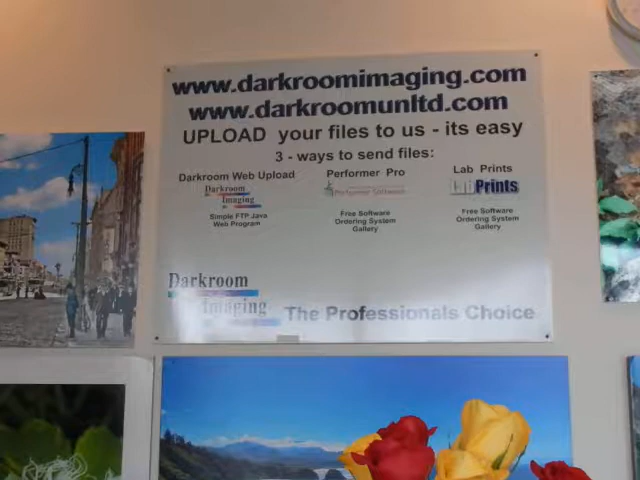 www.darkroomimaging.com
www.darkroomunltd.com
UPLOAD your files to us - its easy
3 - ways to send files:
Darkroom Web Upload
Darkroom
Imaging
Simple FTP Java
Web Program
Performer Pro
Performer Software
Free Software
Ordering System
Gallery
Lab Prints
LabPrints
Free Software
Ordering System
Gallery
Darkroom
Imaging
The Professionals Choice